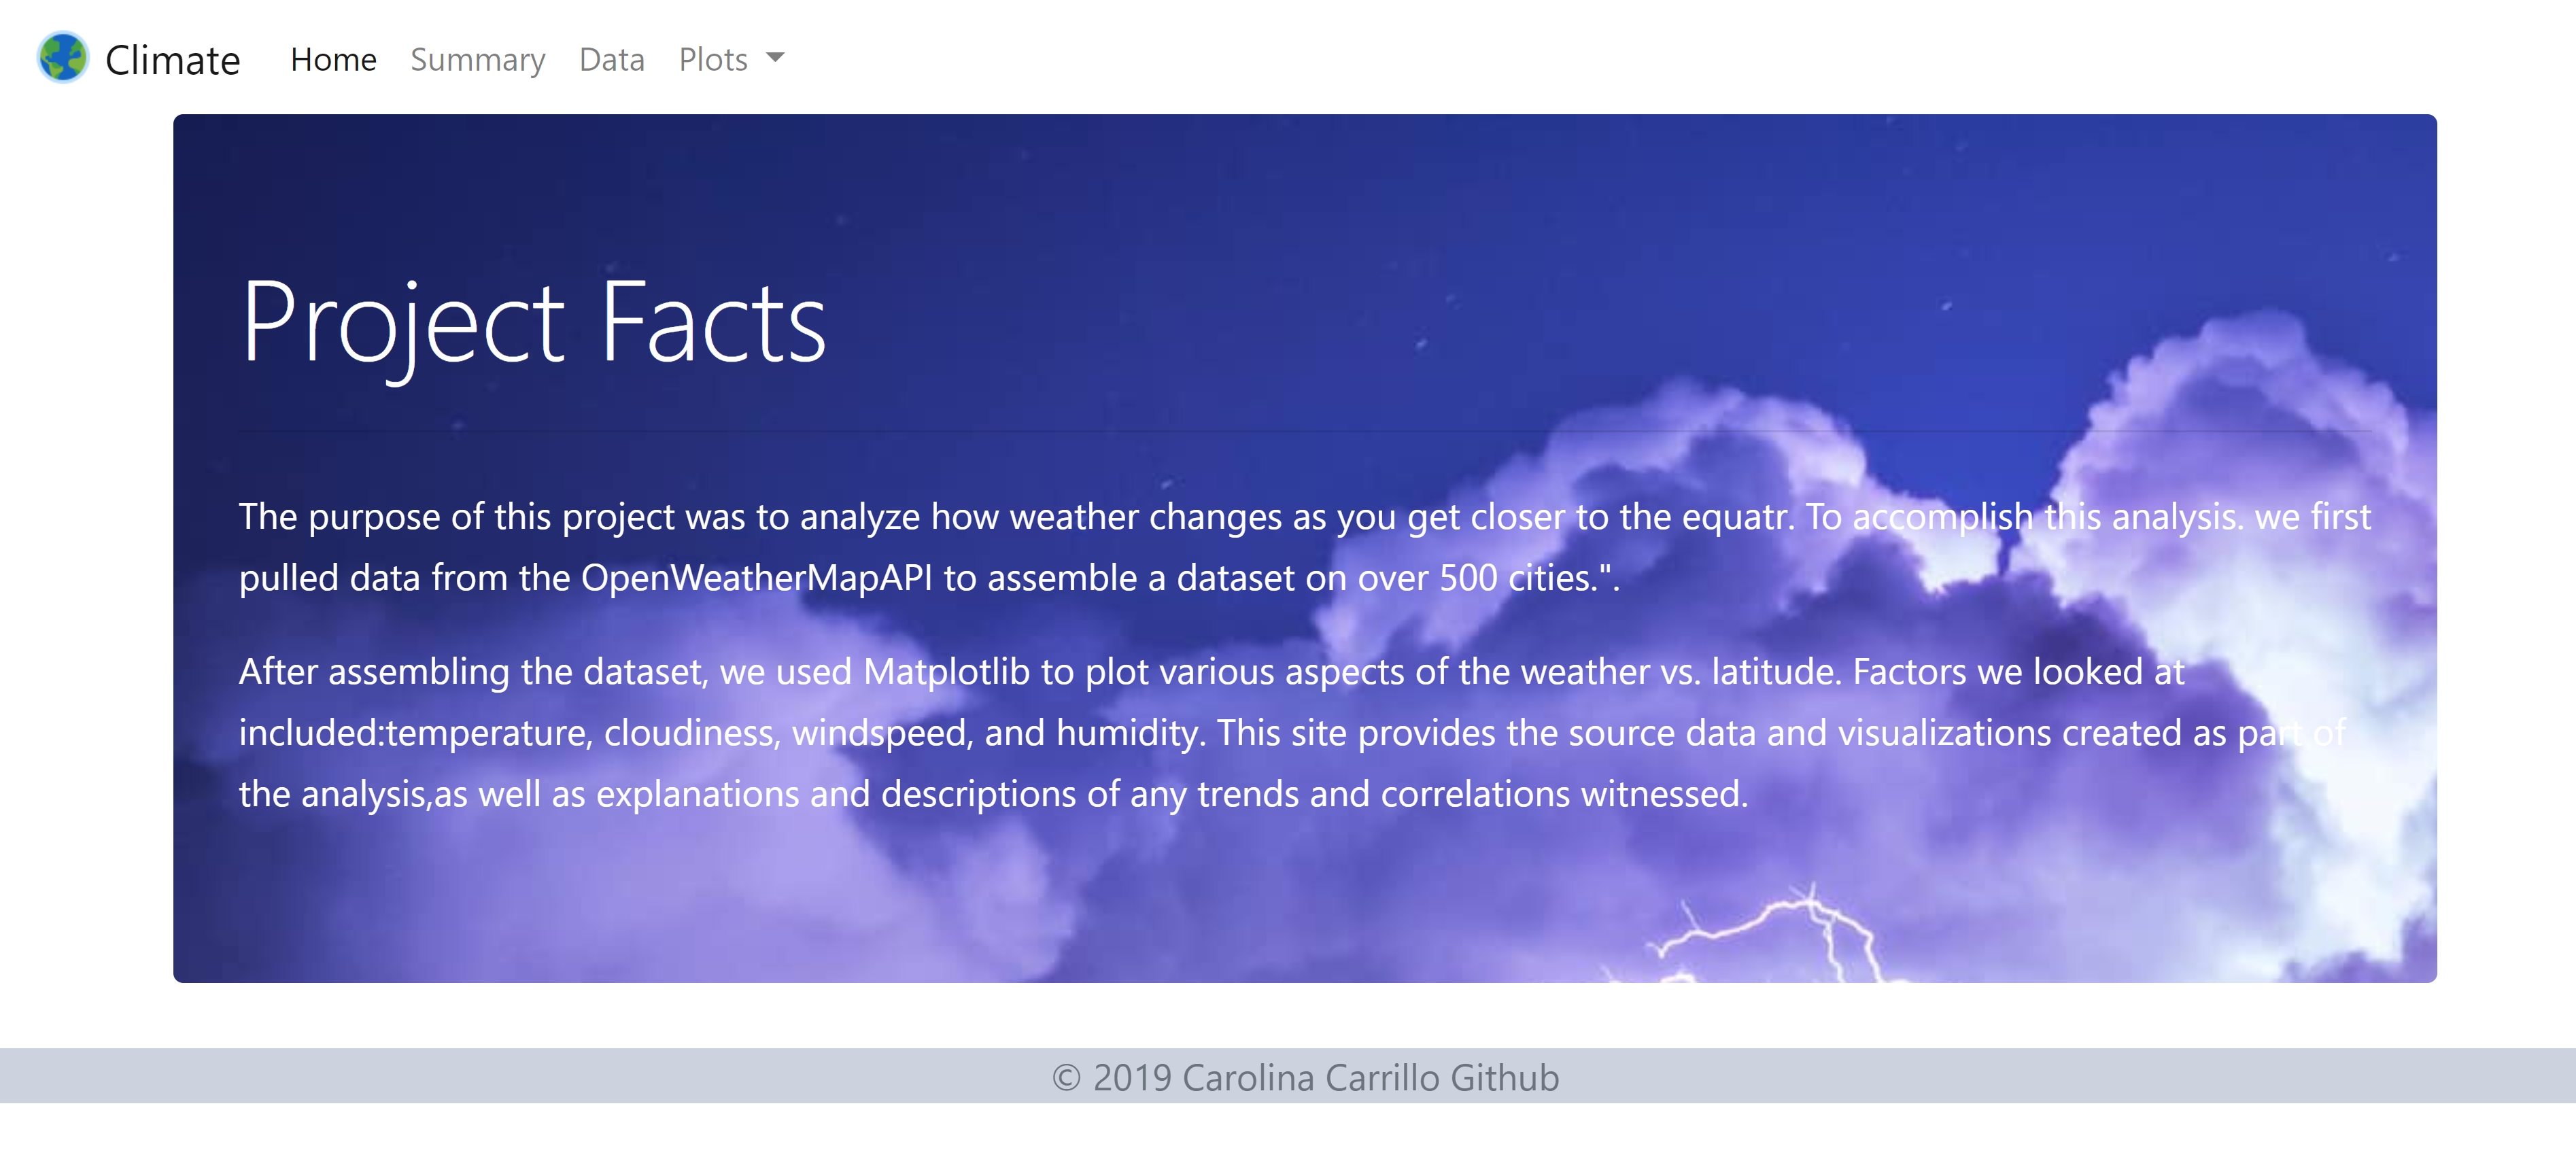 Climate Home Summary Data Plots
Project Facts
The purpose of this project was to analyze how weather changes as you get closer to the equatr. To accomplish this analysis. we first
pulled data from the OpenWeatherMapAPI to assemble a dataset on over 500 cities.".
After assembling the dataset, we used Matplotlib to plot various aspects of the weather vs. latitude. Factors we looked at
included:temperature, cloudiness, windspeed, and humidity. This site provides the source data and visualizations created as part of
the analysis,as well as explanations and descriptions of any trends and correlations witnessed.
© 2019 Carolina Carrillo Github